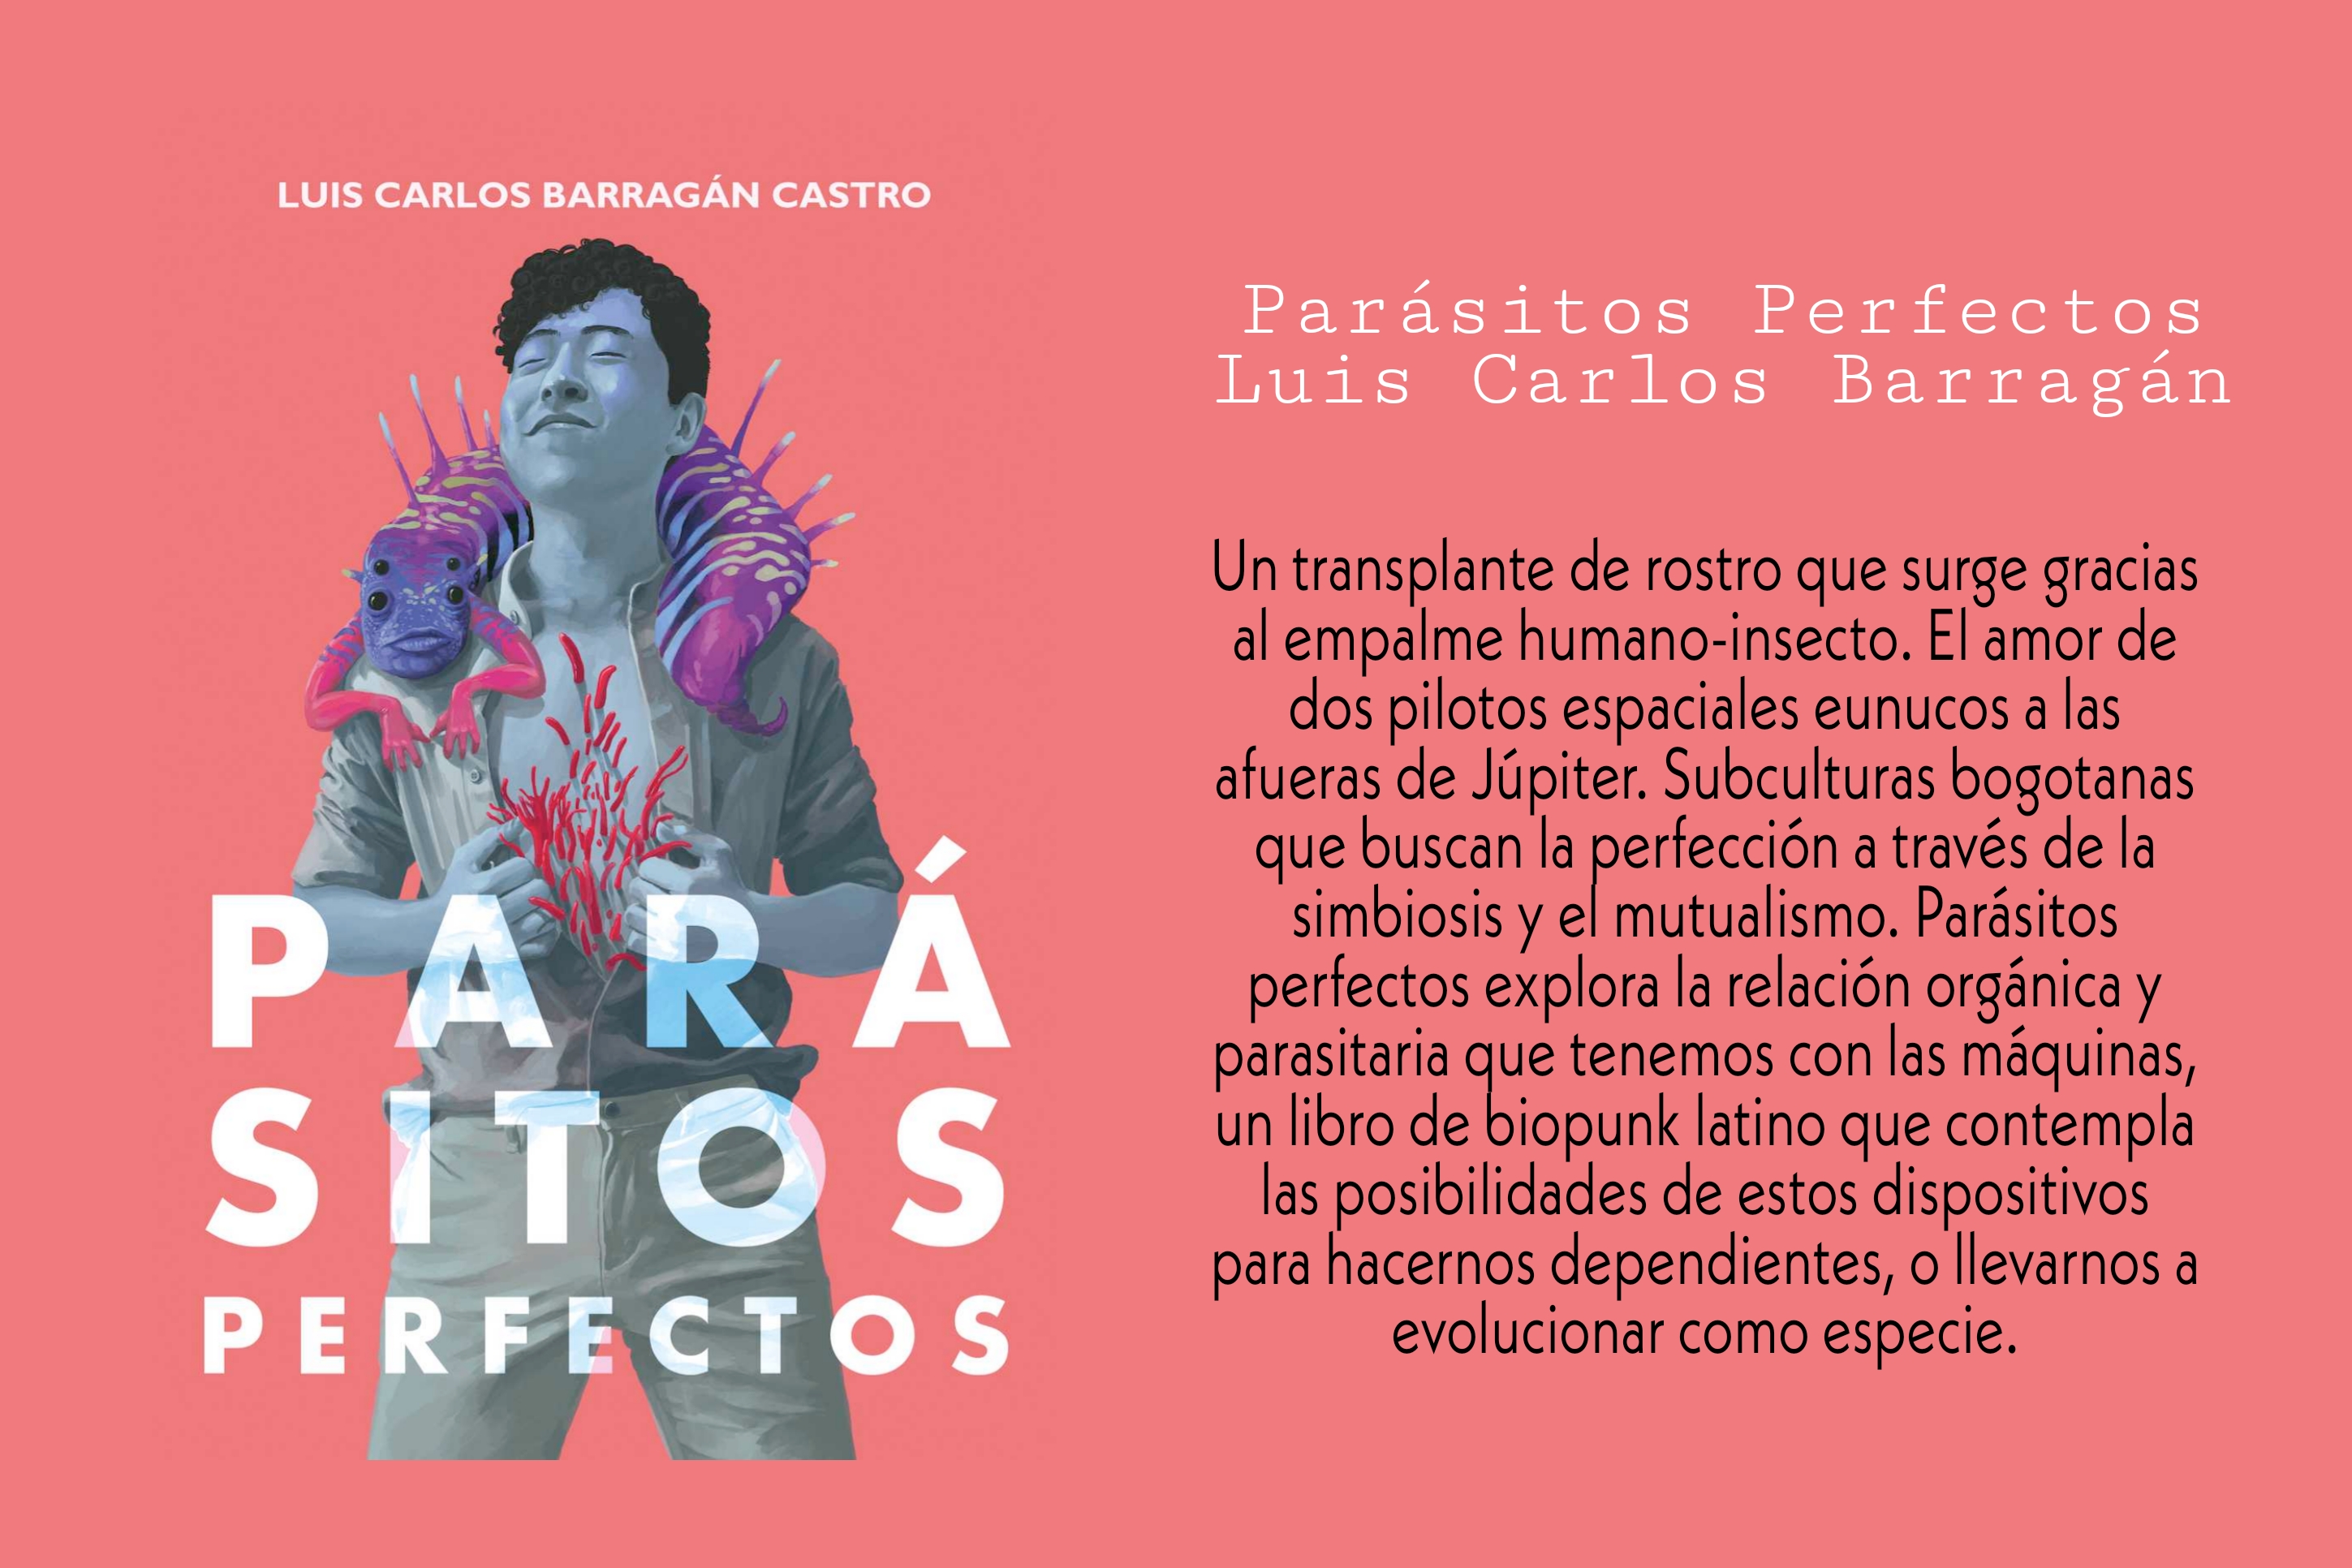 LUIS CARLOS BARRAGÁN CASTRO
PARÁ
SITOS
PERFECTOS
Parásitos Perfectos
Luis Carlos Barragán
Un transplante de rostro que surge gracias
al empalme humano-insecto. El amor de
dos pilotos espaciales eunucos a las
afueras de Júpiter. Subculturas bogotanas
que buscan la perfección a través de la
simbiosis y el mutualismo. Parásitos
perfectos explora la relación orgánica y
parasitaria que tenemos con las máquinas,
un libro de biopunk latino que contempla
las posibilidades de estos dispositivos
para hacernos dependientes, o llevarnos a
evolucionar como especie.